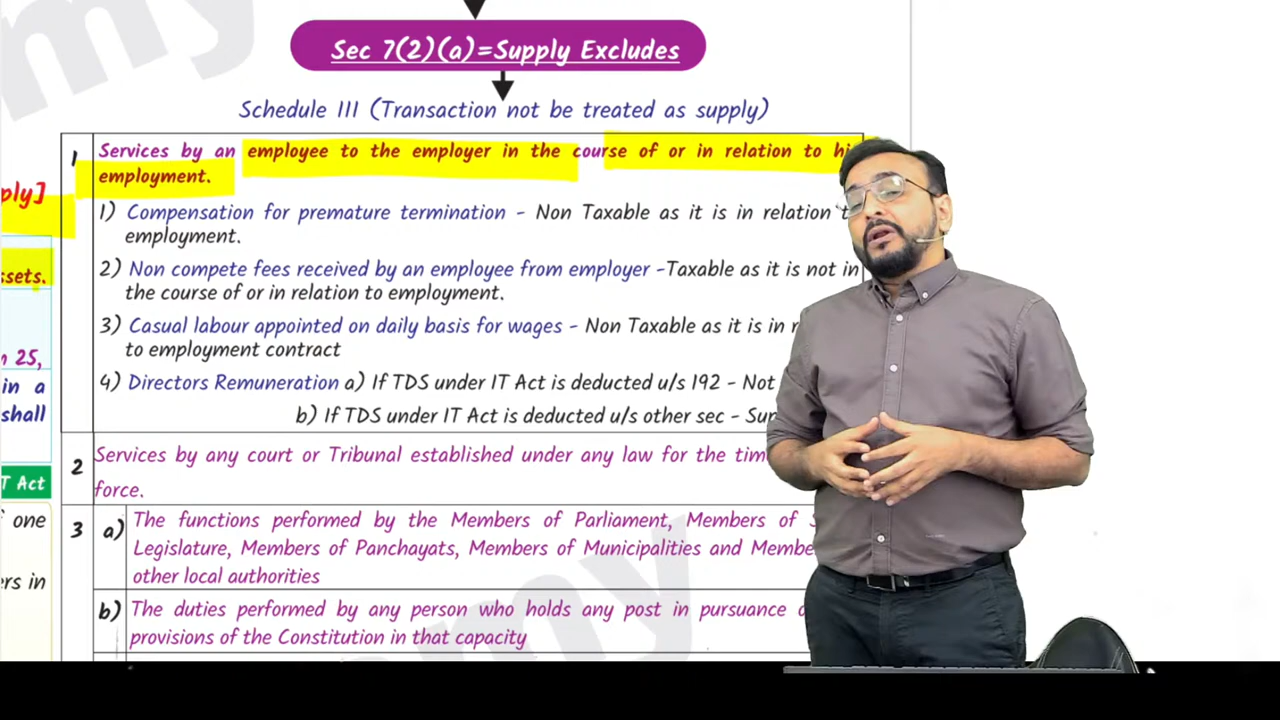 Sec 7(2)(a)=Supply Excludes
Schedule III (Transaction not be treated as supply)
ply]
ssets.
n 25,
in a
shall
T Act
one
ers in
1 Services by an employee to the employer in the course of or in relation to hi
employment.
1) Compensation for premature termination - Non Taxable as it is in relation t
employment.
2) Non compete fees received by an employee from employer -Taxable as it is not in
the course of or in relation to employment.
3) Casual labour appointed on daily basis for wages - Non Taxable as it is in r
to employment contract
4) Directors Remuneration a) If TDS under IT Act is deducted u/s 192 - Not
b) If TDS under IT Act is deducted u/s other sec - Su
2 Services by any court or Tribunal established under any law for the tim
force.
3 a) The functions performed by the Members of Parliament, Members of S
Legislature, Members of Panchayats, Members of Municipalities and Membe
other local authorities
b) The duties performed by any person who holds any post in pursuance o
provisions of the Constitution in that capacity